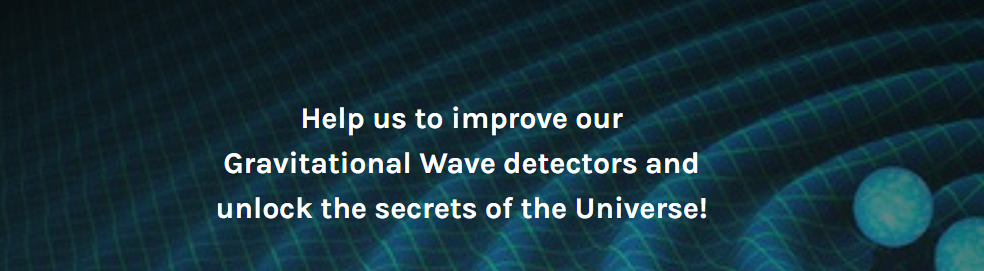 Help us to improve our
Gravitational Wave detectors and
unlock the secrets of the Universe!